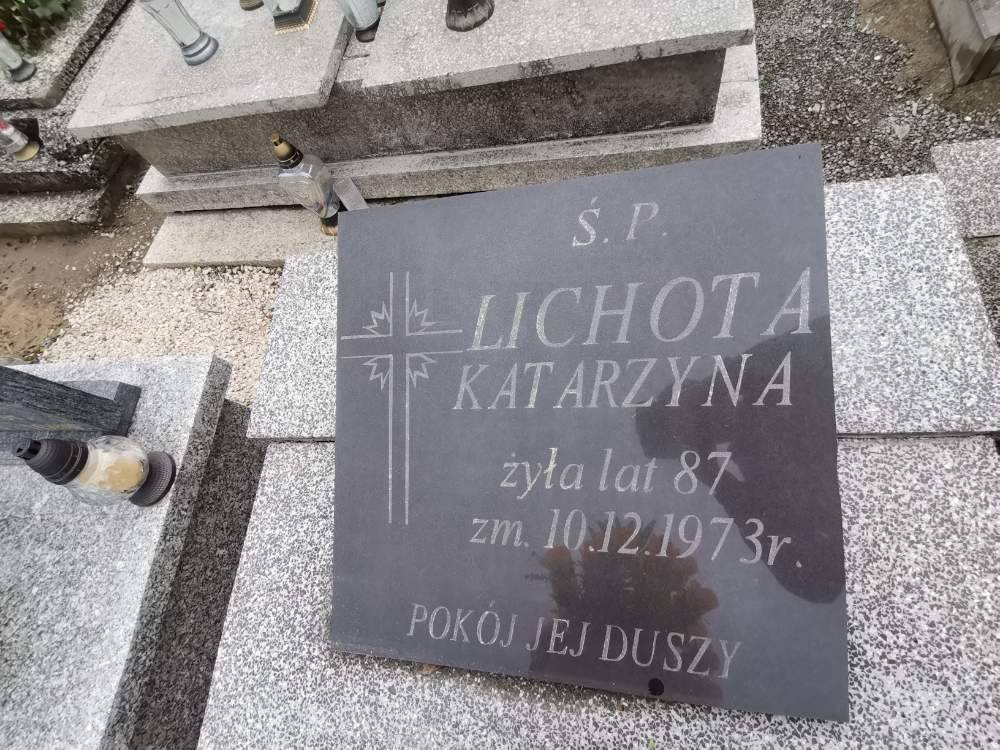 Ś. P.
LICHOTA
KATARZYNA
żyła lat 87
zm. 10.12.1973r.
POKÓJ JEJ DUSZY